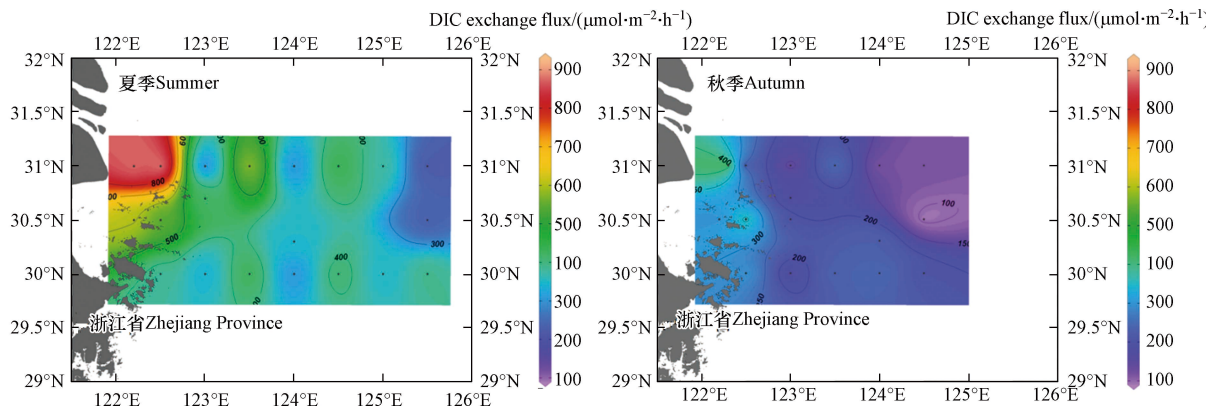 DIC exchange flux/(μmol·m⁻²·h⁻¹)
122°E 123°E 124°E 125°E 126°E
32°N 32°N
夏季Summer
31.5°N 31.5°N
31°N 31°N
30.5°N 30.5°N
30°N 30°N
29.5°N 29.5°N
29°N 29°N
浙江省Zhejiang Province
122°E 123°E 124°E 125°E 126°E
800
500
400
300
900
800
700
600
500
100
300
200
100
DIC exchange flux/(μmol·m⁻²·h⁻¹)
122°E 123°E 124°E 125°E 126°E
32°N 32°N
秋季Autumn
31.5°N 31.5°N
31°N 31°N
30.5°N 30.5°N
30°N 30°N
29.5°N 29.5°N
29°N 29°N
浙江省Zhejiang Province
122°E 123°E 124°E 125°E 126°E
400
300
200
200
100
900
800
700
600
500
100
300
200
100